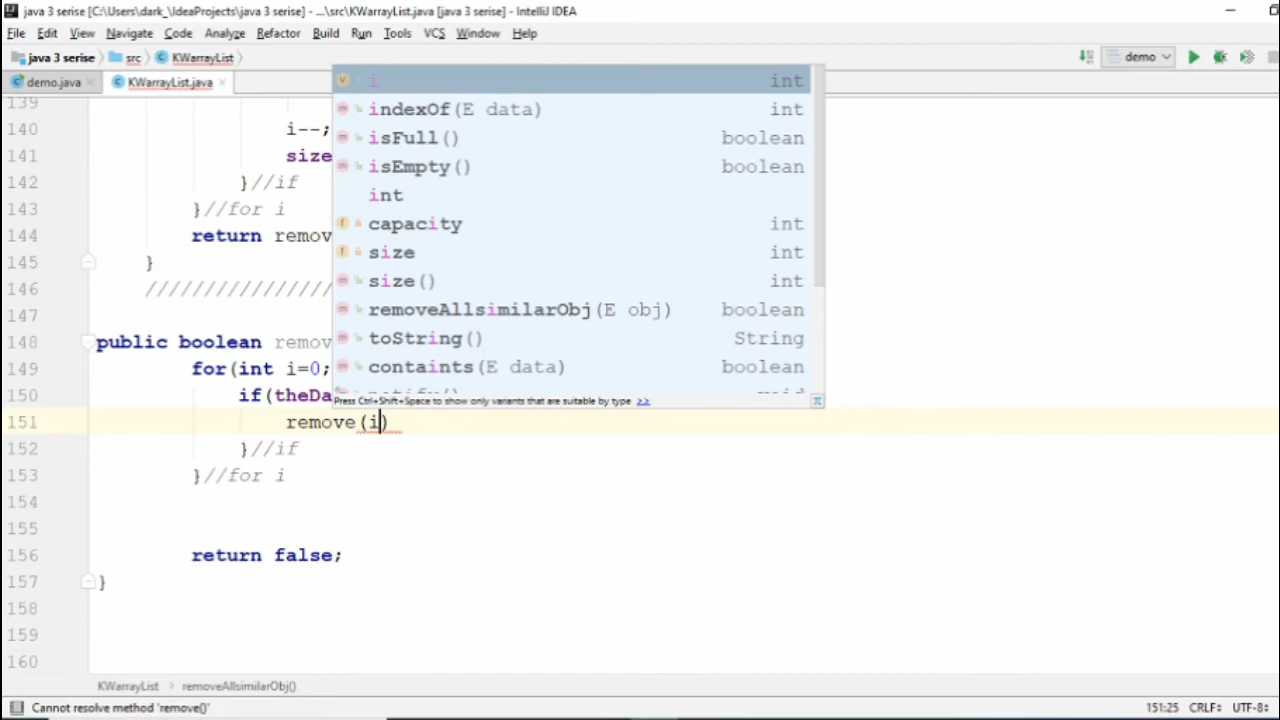 java 3 serise [C:\Users\dark_\IdeaProjects\java 3 serise] - ...\src\KWarrayList.java [java 3 serise] - IntelliJ IDEA
File Edit View Navigate Code Analyze Refactor Build Run Tools VCS Window Help
java 3 serise src KWarrayList demo
demo.java KWarrayList.java
139
140 i--;
141 size
142 }//if
143 }//for i
144 return remov
145 }
146 ////////////////
147
148 public boolean remov
149 for(int i=0;
150 if(theDa
151 remove(i)
152 }//if
153 }//for i
154
155
156 return false;
157 }
158
159
160
i int
indexOf(E data) int
isFull() boolean
isEmpty() boolean
int
capacity int
size int
size() int
removeAllsimilarObj(E obj) boolean
toString() String
containts(E data) boolean
notify() void
Press Ctrl+Shift+Space to show only variants that are suitable by type >> π
KWarrayList removeAllsimilarObj()
Cannot resolve method 'remove()' 151:25 CRLF UTF-8